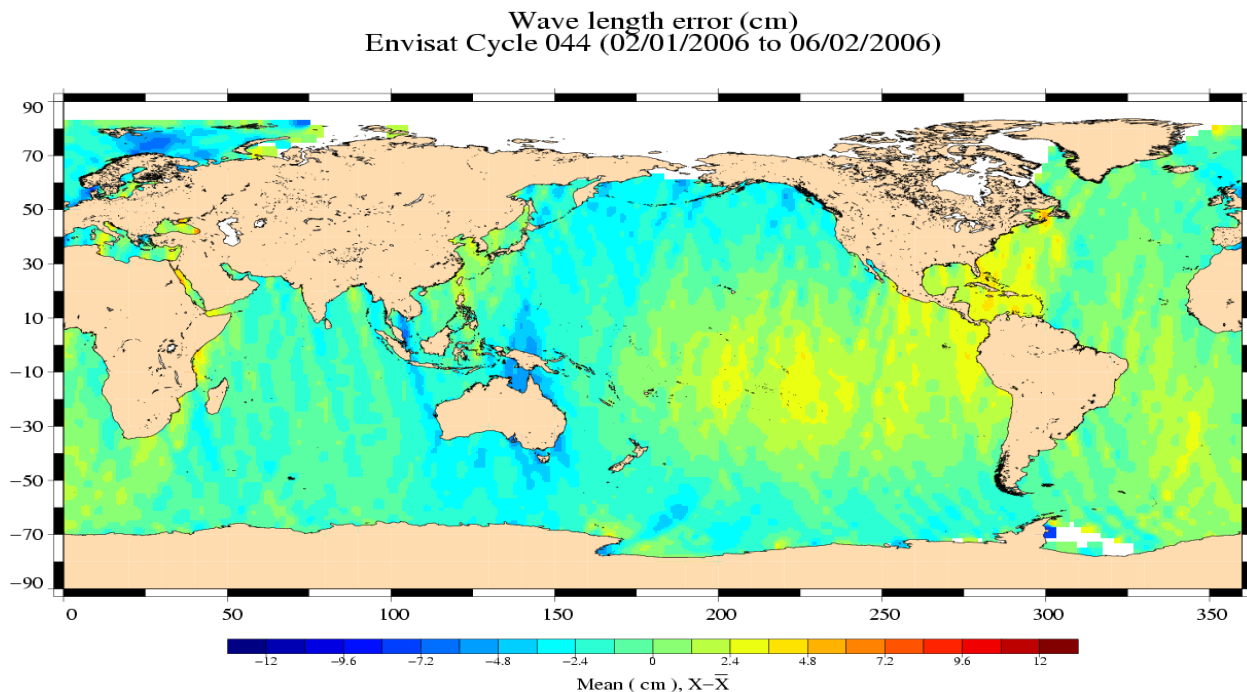 Wave length error (cm)
Envisat Cycle 044 (02/01/2006 to 06/02/2006)
90
70
50
30
10
−10
−30
−50
−70
−90
0 50 100 150 200 250 300 350
−12 −9.6 −7.2 −4.8 −2.4 0 2.4 4.8 7.2 9.6 12
Mean ( cm ), X−X̅